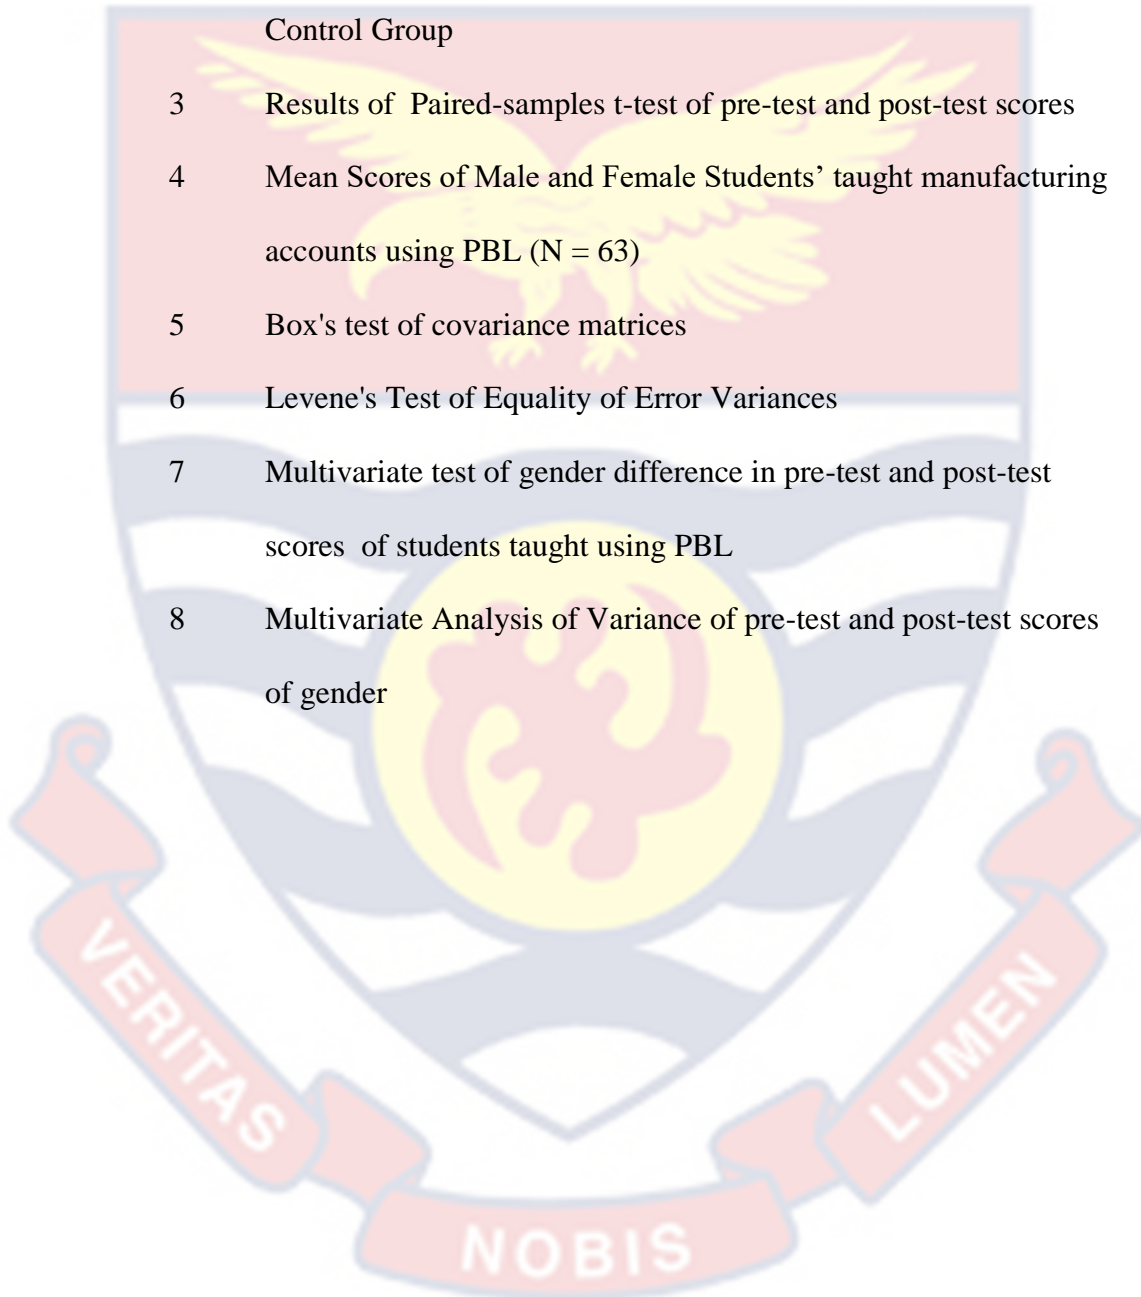 Control Group
3 Results of Paired-samples t-test of pre-test and post-test scores
4 Mean Scores of Male and Female Students’ taught manufacturing
accounts using PBL (N = 63)
5 Box's test of covariance matrices
6 Levene's Test of Equality of Error Variances
7 Multivariate test of gender difference in pre-test and post-test
scores of students taught using PBL
8 Multivariate Analysis of Variance of pre-test and post-test scores
of gender
VERITAS
NOBIS
LUMEN